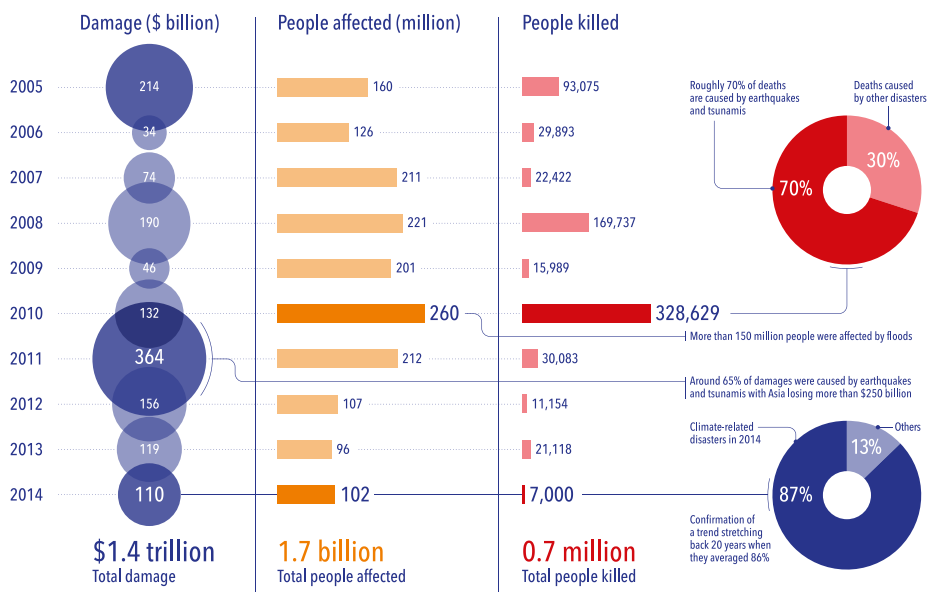 Damage ($ billion)
People affected (million)
People killed
2005
214
160
93,075
2006
34
126
29,893
2007
74
211
22,422
2008
190
221
169,737
2009
46
201
15,989
2010
132
260
328,629
2011
364
212
30,083
2012
156
107
11,154
2013
119
96
21,118
2014
110
102
7,000
$1.4 trillion
Total damage
1.7 billion
Total people affected
0.7 million
Total people killed
Roughly 70% of deaths
are caused by earthquakes
and tsunamis
Deaths caused
by other disasters
70%
30%
More than 150 million people were affected by floods
Around 65% of damages were caused by earthquakes
and tsunamis with Asia losing more than $250 billion
Climate-related
disasters in 2014
Others
13%
87%
Confirmation of
a trend stretching
back 20 years when
they averaged 86%